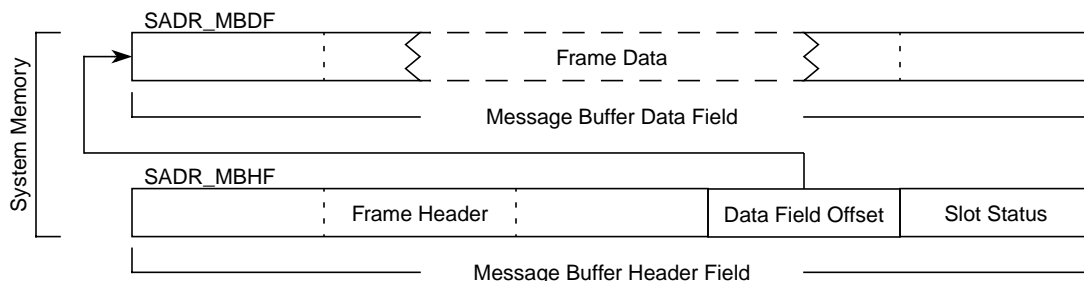 SADR_MBDF
Frame Data
Message Buffer Data Field
System Memory
SADR_MBHF
Frame Header
Data Field Offset
Slot Status
Message Buffer Header Field